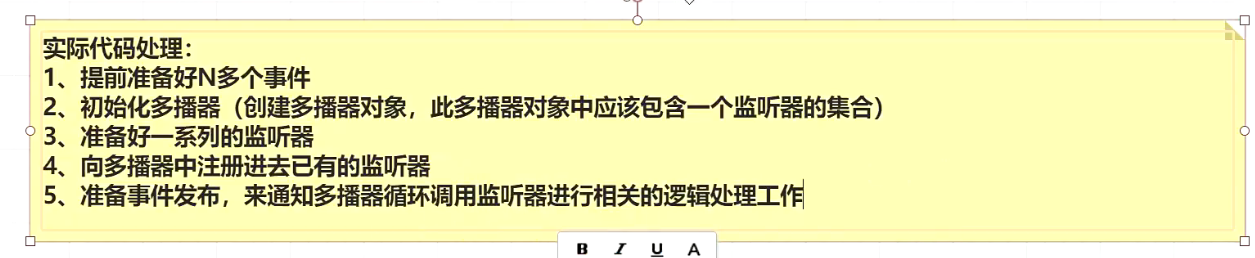 实际代码处理：
1、提前准备好N多个事件
2、初始化多播器（创建多播器对象，此多播器对象中应该包含一个监听器的集合）
3、准备好一系列的监听器
4、向多播器中注册进去已有的监听器
5、准备事件发布，来通知多播器循环调用监听器进行相关的逻辑处理工作
B I U A